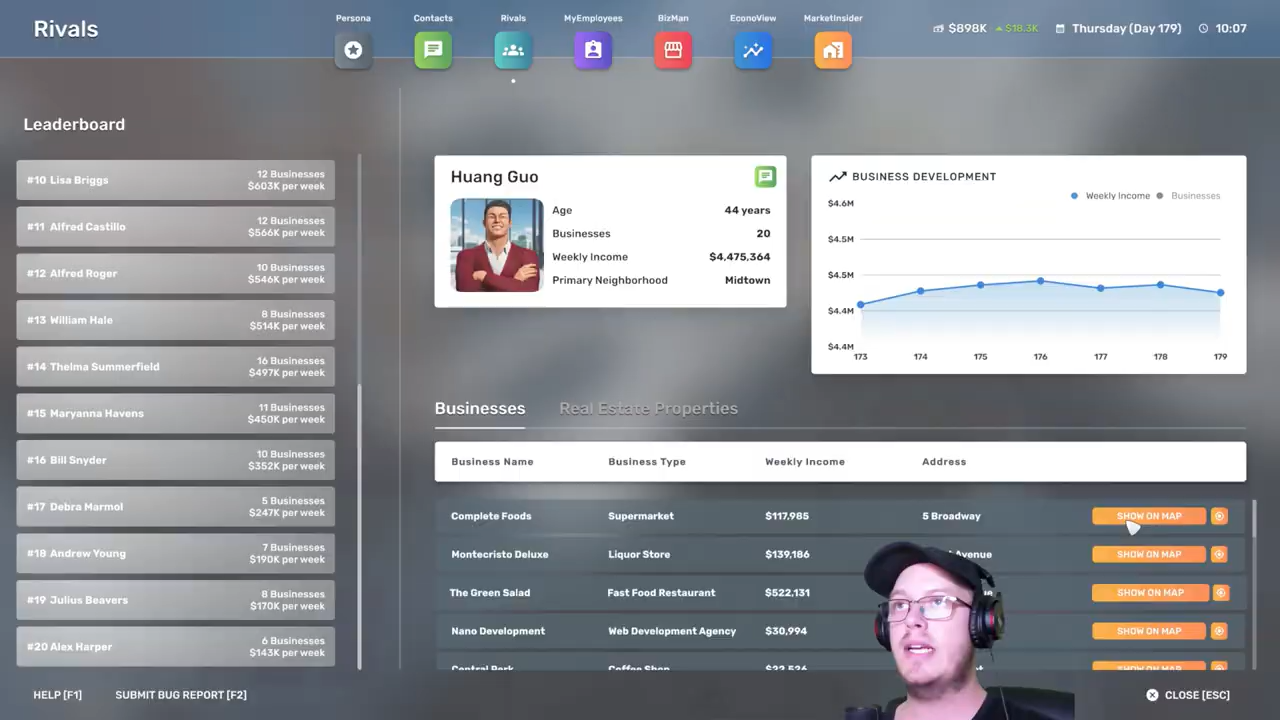 Rivals
Persona
Contacts
Rivals
MyEmployees
BizMan
EconoView
MarketInsider
$898K
$18.3K
Thursday (Day 179)
10:07
Leaderboard
#10 Lisa Briggs
12 Businesses
$603K per week
#11 Alfred Castillo
12 Businesses
$566K per week
#12 Alfred Roger
10 Businesses
$546K per week
#13 William Hale
8 Businesses
$514K per week
#14 Thelma Summerfield
16 Businesses
$497K per week
#15 Maryanna Havens
11 Businesses
$450K per week
#16 Bill Snyder
10 Businesses
$352K per week
#17 Debra Marmol
5 Businesses
$247K per week
#18 Andrew Young
7 Businesses
$190K per week
#19 Julius Beavers
8 Businesses
$170K per week
#20 Alex Harper
6 Businesses
$143K per week
Huang Guo
Age 44 years
Businesses 20
Weekly Income $4,475,364
Primary Neighborhood Midtown
BUSINESS DEVELOPMENT
Weekly Income Businesses
$4.6M
$4.5M
$4.5M
$4.4M
$4.4M
173 174 175 176 177 178 179
Businesses Real Estate Properties
Business Name Business Type Weekly Income Address
Complete Foods Supermarket $117,985 5 Broadway SHOW ON MAP
Montecristo Deluxe Liquor Store $139,186 Avenue SHOW ON MAP
The Green Salad Fast Food Restaurant $522,131 SHOW ON MAP
Nano Development Web Development Agency $30,994 SHOW ON MAP
Central Perk Coffee Shop $22,526 SHOW ON MAP
HELP [F1]
SUBMIT BUG REPORT [F2]
CLOSE [ESC]